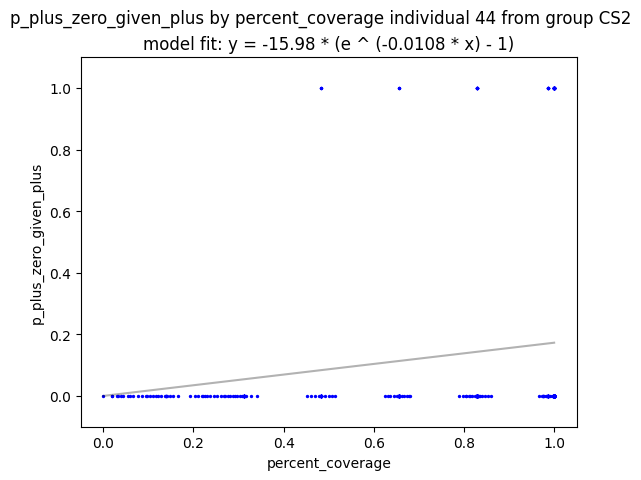 p_plus_zero_given_plus by percent_coverage individual 44 from group CS2
model fit: y = -15.98 * (e ^ (-0.0108 * x) - 1)
1.0
0.8
0.6
0.4
0.2
0.0
p_plus_zero_given_plus
0.0 0.2 0.4 0.6 0.8 1.0
percent_coverage